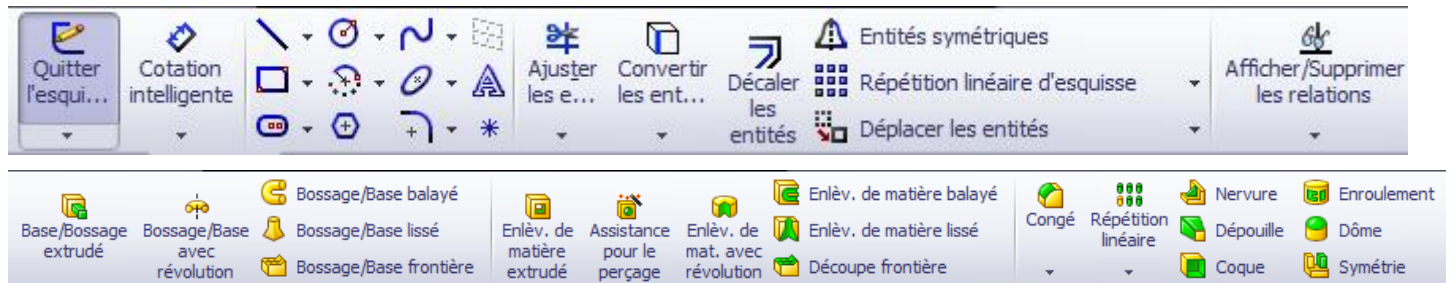 Quitter
l'esqui...
Cotation
intelligente
Ajuster
les e...
Convertir
les ent...
Décaler
les
entités
Entités symétriques
Répétition linéaire d'esquisse
Déplacer les entités
Afficher/Supprimer
les relations
Base/Bossage
extrudé
Bossage/Base
avec
révolution
Bossage/Base balayé
Bossage/Base lissé
Bossage/Base frontière
Enlèv. de
matière
extrudé
Assistance
pour le
perçage
Enlèv. de
mat. avec
révolution
Enlèv. de matière balayé
Enlèv. de matière lissé
Découpe frontière
Congé
Répétition
linéaire
Nervure
Dépouille
Coque
Enroulement
Dôme
Symétrie